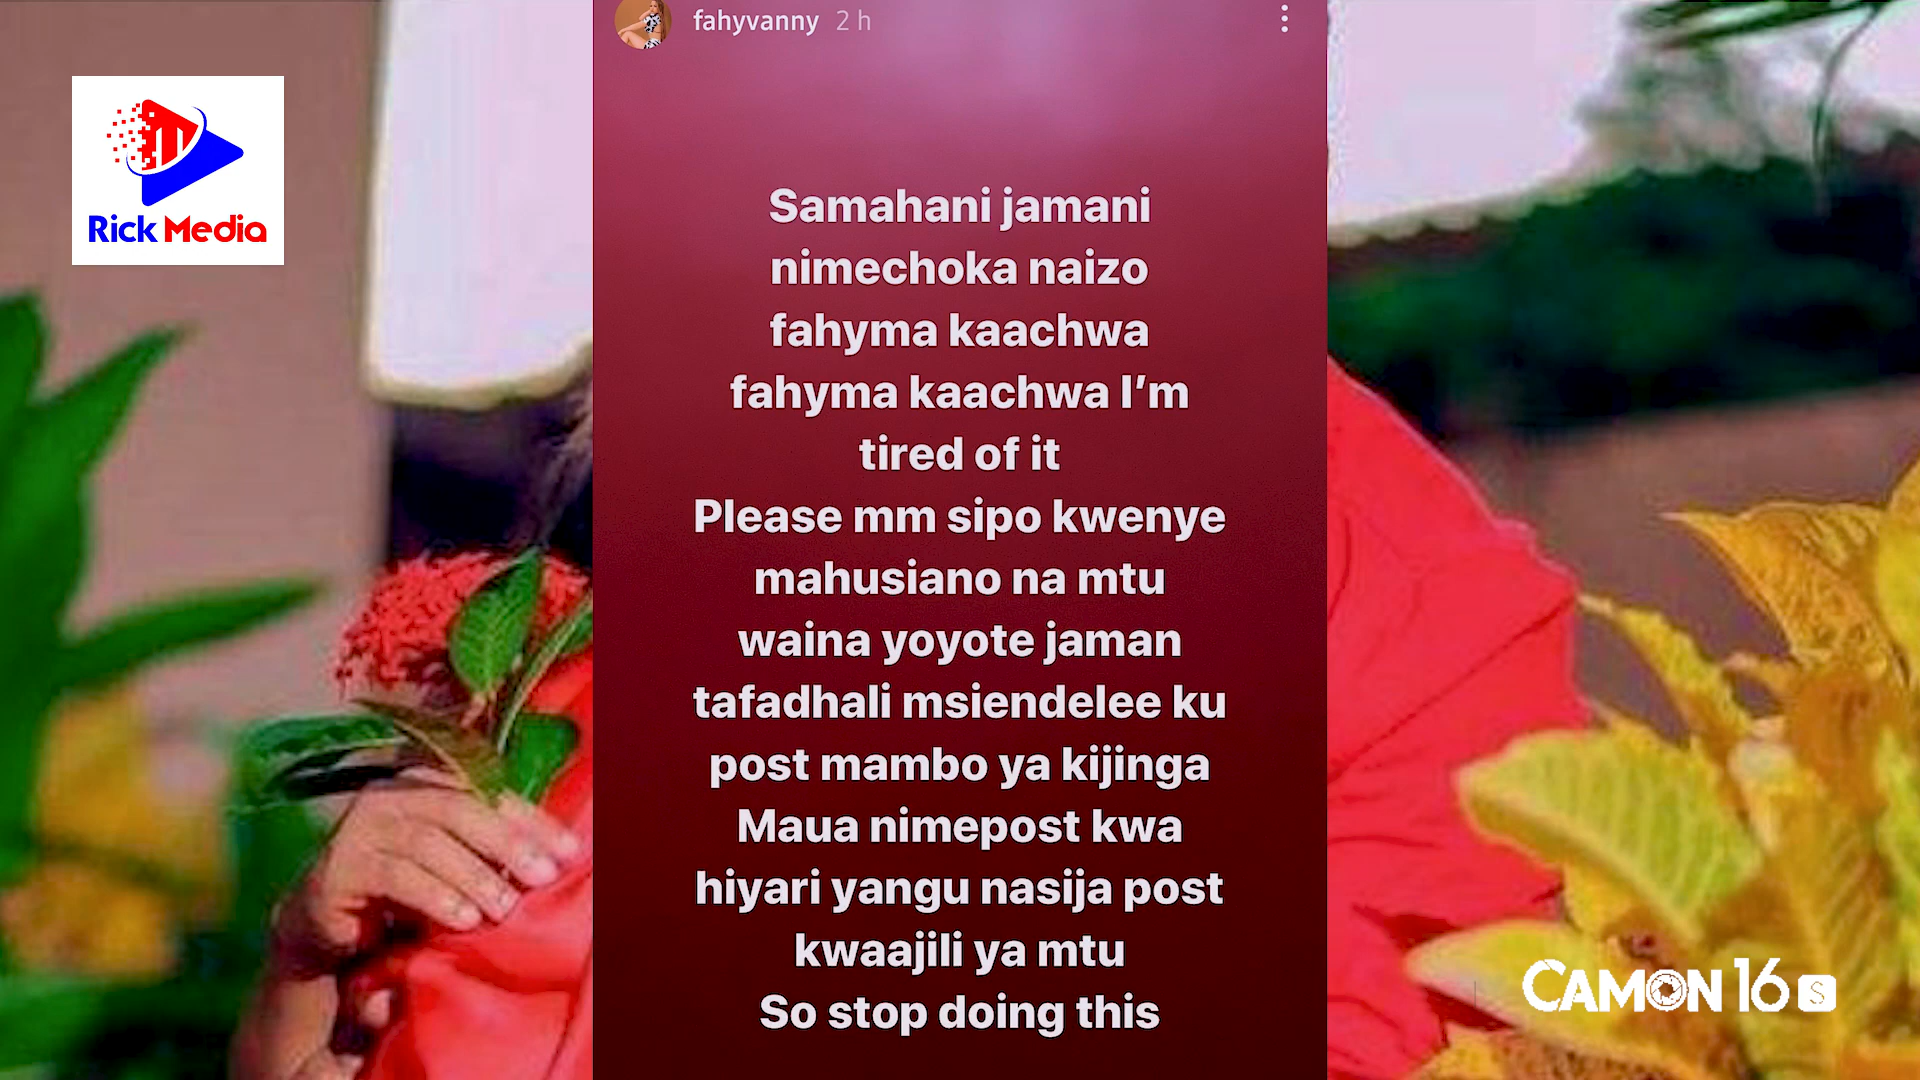 fahyvanny 2 h
Rick Media
Samahani jamani
nimechoka naizo
fahyma kaachwa
fahyma kaachwa I’m
tired of it
Please mm sipo kwenye
mahusiano na mtu
waina yoyote jaman
tafadhali msiendelee ku
post mambo ya kijinga
Maua nimepost kwa
hiyari yangu nasija post
kwaajili ya mtu
So stop doing this
CAMON 16 S